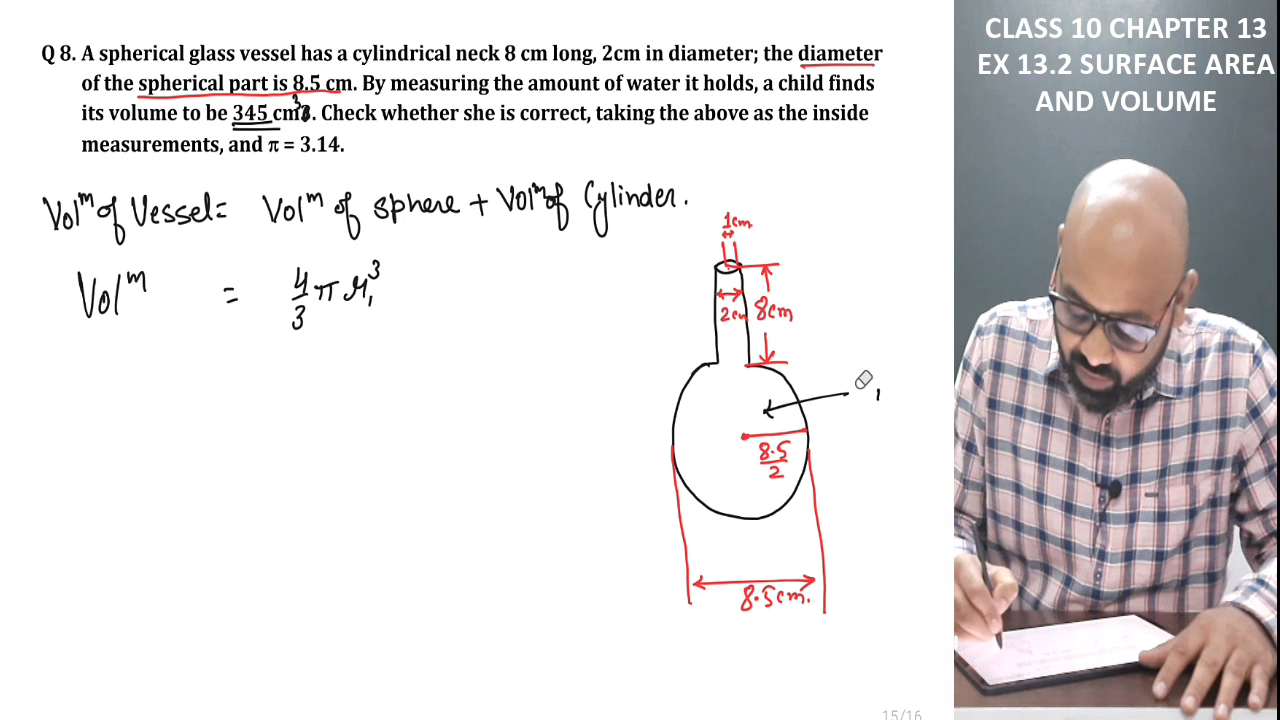 CLASS 10 CHAPTER 13
EX 13.2 SURFACE AREA
AND VOLUME
Q 8. A spherical glass vessel has a cylindrical neck 8 cm long, 2cm in diameter; the diameter
of the spherical part is 8.5 cm. By measuring the amount of water it holds, a child finds
its volume to be 345 cm³. Check whether she is correct, taking the above as the inside
measurements, and π = 3.14.
Volᵐ of Vessel = Volᵐ of sphere + Volᵐ of Cylinder.
Volᵐ = 4/3 π r₁³
1cm
2cm
8cm
8.5/2
8.5cm.
15/16